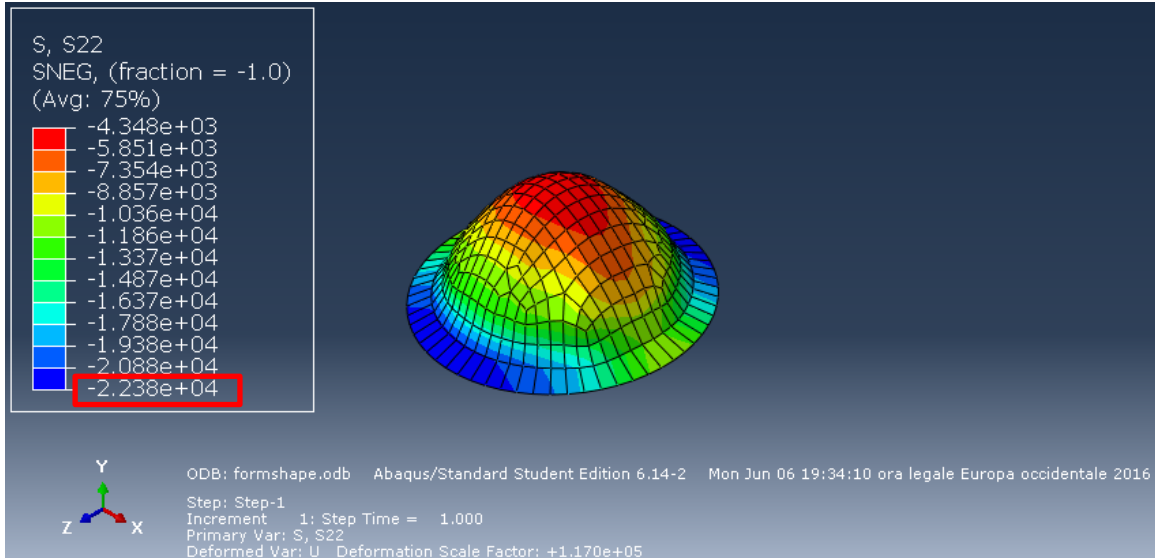 S, S22
SNEG, (fraction = -1.0)
(Avg: 75%)
-4.348e+03
-5.851e+03
-7.354e+03
-8.857e+03
-1.036e+04
-1.186e+04
-1.337e+04
-1.487e+04
-1.637e+04
-1.788e+04
-1.938e+04
-2.088e+04
-2.238e+04
Y
Z
X
ODB: formshape.odb Abaqus/Standard Student Edition 6.14-2 Mon Jun 06 19:34:10 ora legale Europa occidentale 2016
Step: Step-1
Increment 1: Step Time = 1.000
Primary Var: S, S22
Deformed Var: U Deformation Scale Factor: +1.170e+05